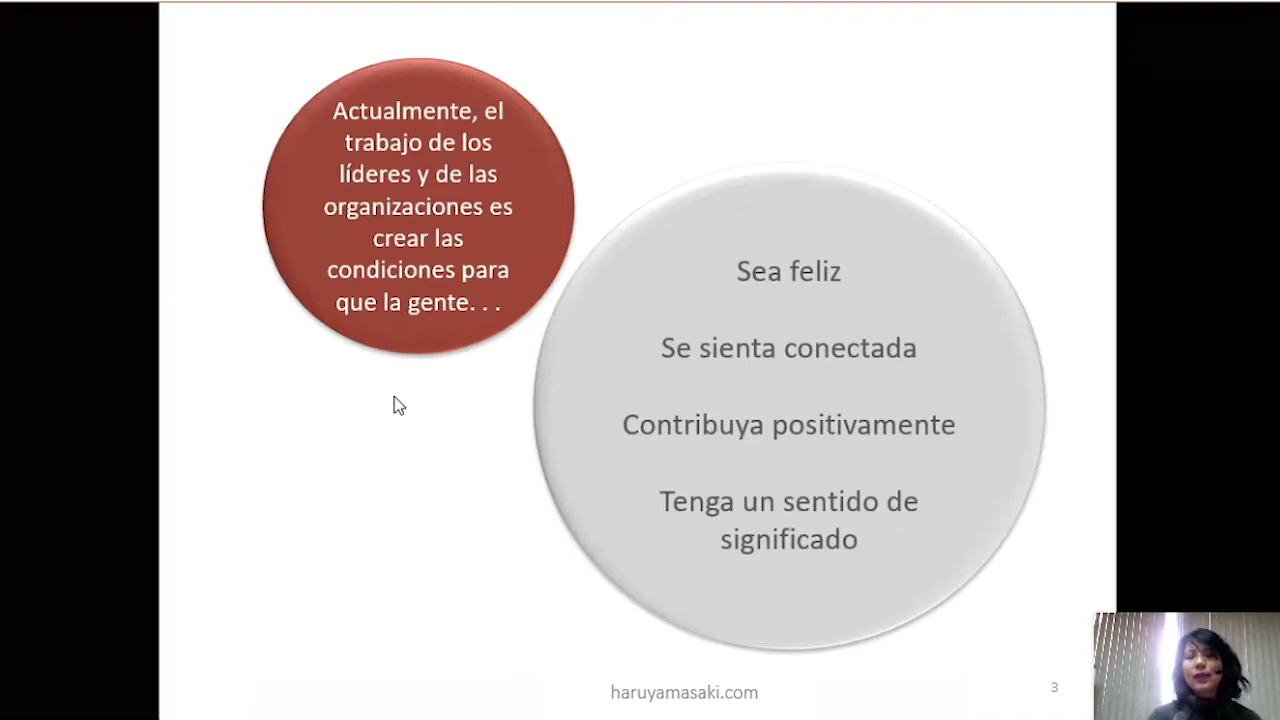 Actualmente, el
trabajo de los
líderes y de las
organizaciones es
crear las
condiciones para
que la gente. . .
Sea feliz
Se sienta conectada
Contribuya positivamente
Tenga un sentido de
significado
haruyamasaki.com
3